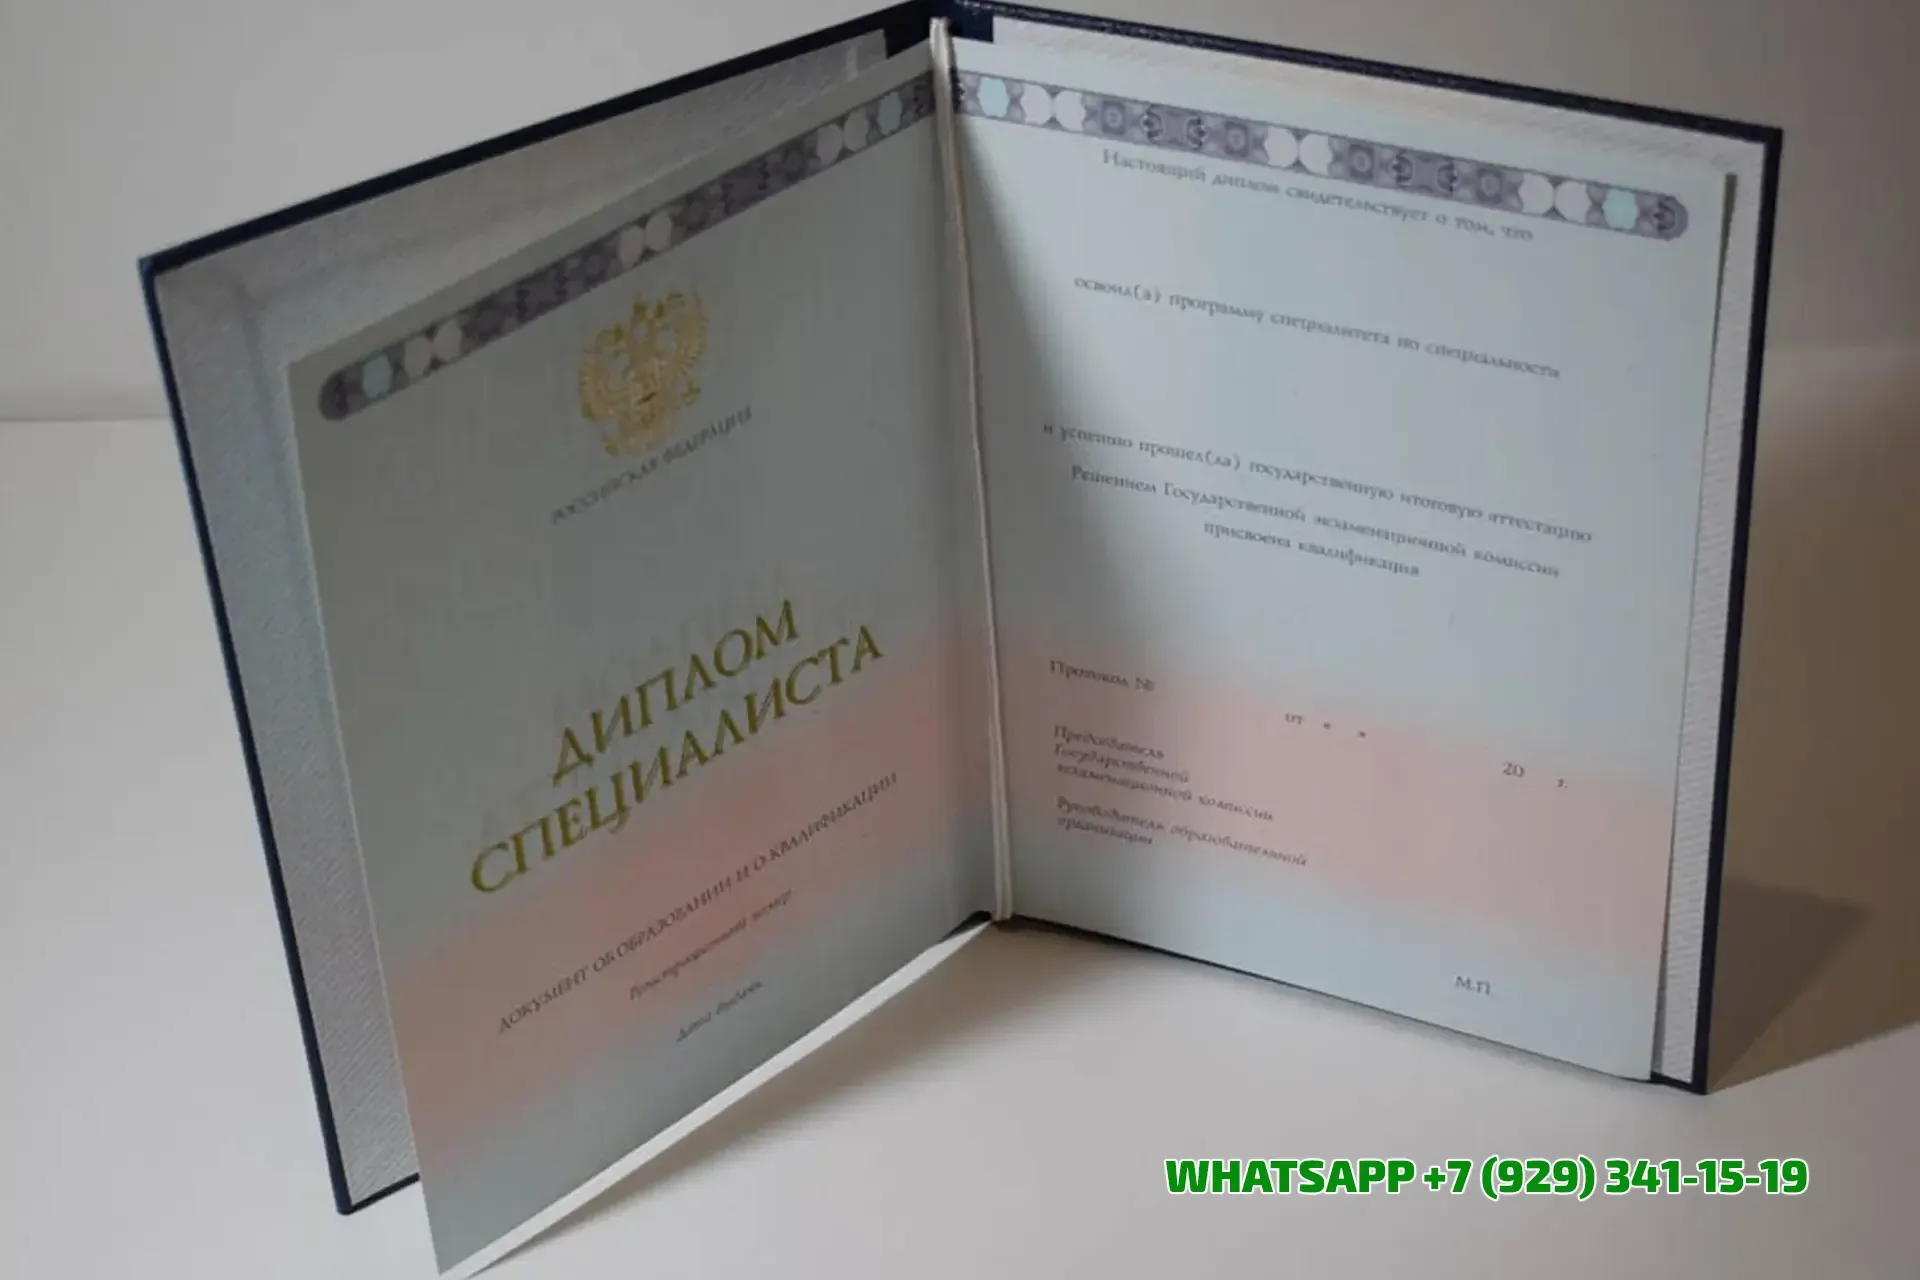 РОССИЙСКАЯ ФЕДЕРАЦИЯ
ДИПЛОМ
СПЕЦИАЛИСТА
ДОКУМЕНТ ОБ ОБРАЗОВАНИИ И О КВАЛИФИКАЦИИ
Регистрационный номер
Дата выдачи
Настоящий диплом свидетельствует о том, что
освоил(а) программу специалитета по специальности
и успешно прошел(ла) государственную итоговую аттестацию
Решением Государственной экзаменационной комиссии
присвоена квалификация
Протокол №
от « »
20 г.
Председатель
Государственной
экзаменационной комиссии
Руководитель образовательной
организации
М.П.
WHATSAPP +7 (929) 341-15-19